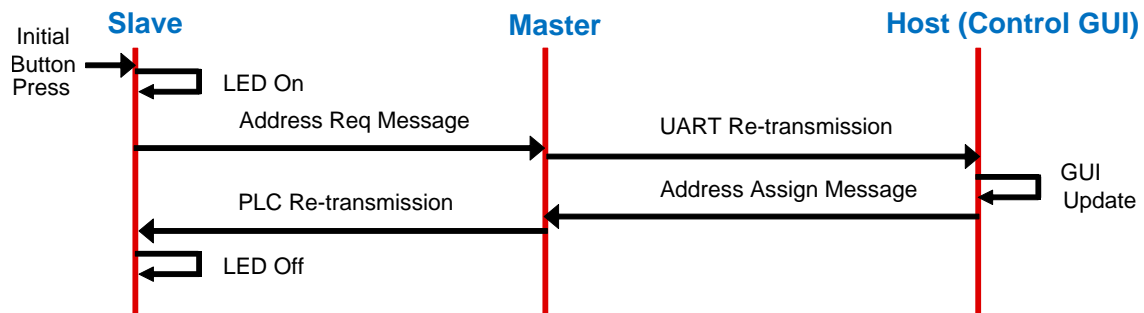 Slave
Master
Host (Control GUI)
Initial
Button
Press
LED On
Address Req Message
UART Re-transmission
GUI
Update
Address Assign Message
PLC Re-transmission
LED Off